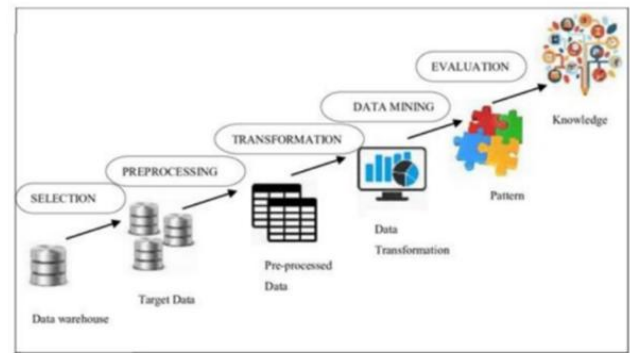 EVALUATION
DATA MINING
Knowledge
TRANSFORMATION
PREPROCESSING
Pattern
SELECTION
Data
Transformation
Pre-processed
Data
Target Data
Data warehouse